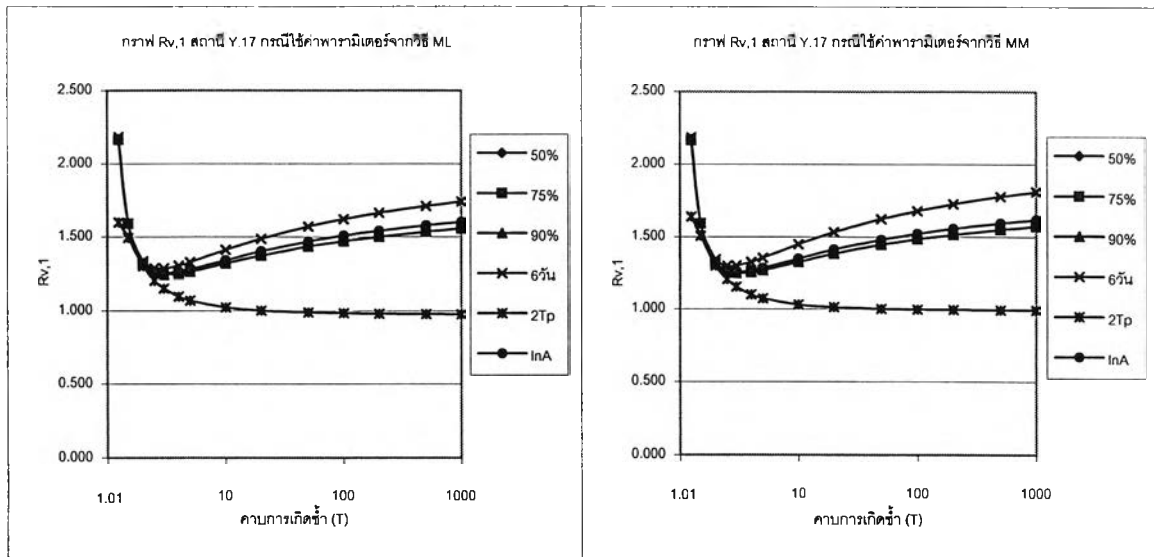 กราฟ Rv,1 สถานี Y.17 กรณีใช้ค่าพารามิเตอร์จากวิธี ML
2.500
2.000
1.500
1.000
0.500
0.000
Rv,1
1.01
10
100
1000
คาบการเกิดซ้ำ (T)
50%
75%
90%
6วัน
2Tp
lnA
กราฟ Rv,1 สถานี Y.17 กรณีใช้ค่าพารามิเตอร์จากวิธี MM
2.500
2.000
1.500
1.000
0.500
0.000
Rv,1
1.01
10
100
1000
คาบการเกิดซ้ำ (T)
50%
75%
90%
6วัน
2Tp
lnA